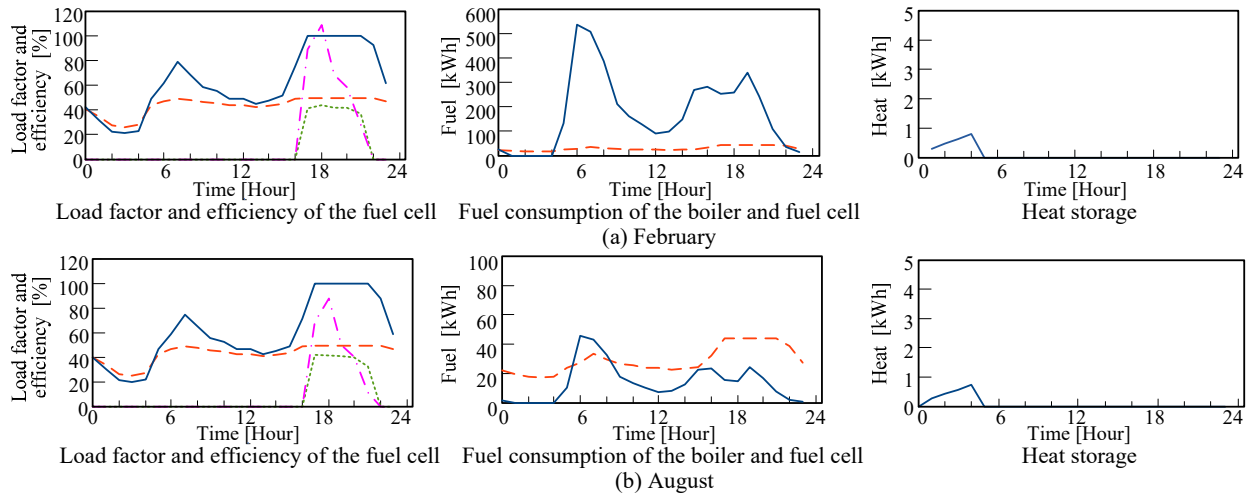 Load factor and
efficiency [%]
120
100
80
60
40
20
0
0 6 12 18 24
Time [Hour]
Load factor and efficiency of the fuel cell
Fuel [kWh]
600
500
400
300
200
100
0
0 6 12 18 24
Time [Hour]
Fuel consumption of the boiler and fuel cell
Heat [kWh]
5
4
3
2
1
0
0 6 12 18 24
Time [Hour]
Heat storage
(a) February
Load factor and
efficiency [%]
120
100
80
60
40
20
0
0 6 12 18 24
Time [Hour]
Load factor and efficiency of the fuel cell
Fuel [kWh]
100
80
60
40
20
0
0 6 12 18 24
Time [Hour]
Fuel consumption of the boiler and fuel cell
Heat [kWh]
5
4
3
2
1
0
0 6 12 18 24
Time [Hour]
Heat storage
(b) August